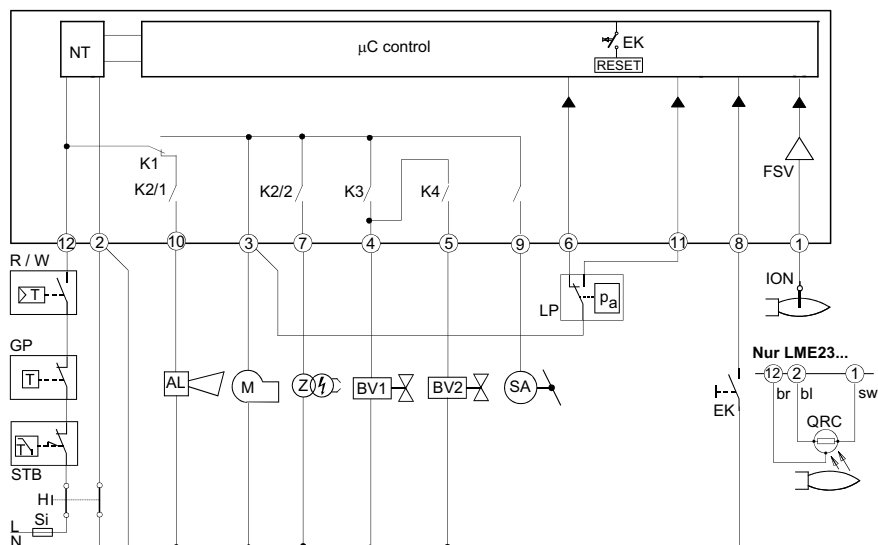 NT
µC control
EK
RESET
K1
K2/1
K2/2
K3
K4
FSV
12
2
10
3
7
4
5
9
6
11
8
1
R / W
T
GP
T
STB
T
H
L
N
Si
AL
M
Z
BV1
BV2
SA
LP
pa
EK
ION
Nur LME23...
12
2
1
br
bl
sw
QRC